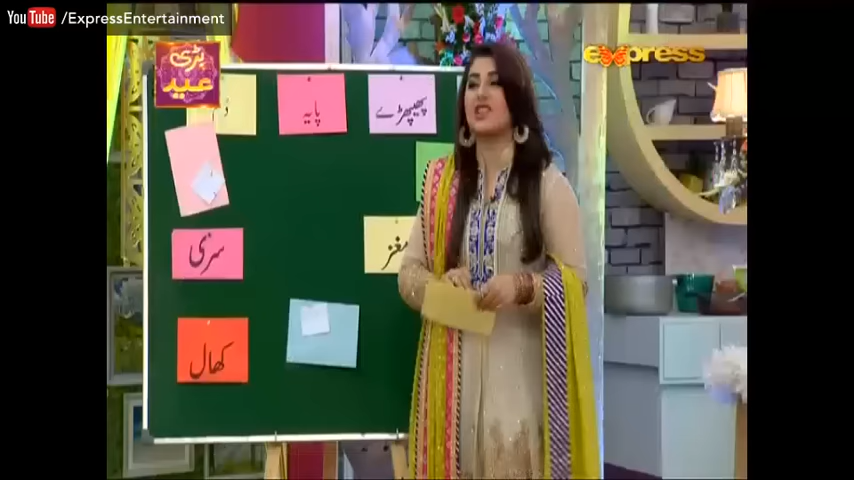 YouTube /ExpressEntertainment
بڑی
عید
EXPRESS
پایہ
پھیپھڑے
سری
مغز
کھال